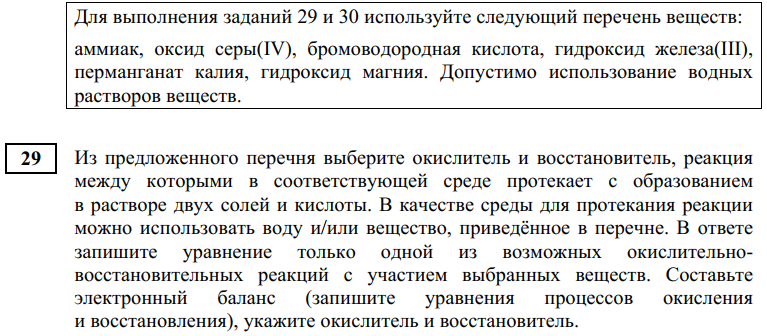 Для выполнения заданий 29 и 30 используйте следующий перечень веществ:
аммиак, оксид серы(IV), бромоводородная кислота, гидроксид железа(III),
перманганат калия, гидроксид магния. Допустимо использование водных
растворов веществ.
29
Из предложенного перечня выберите окислитель и восстановитель, реакция
между которыми в соответствующей среде протекает с образованием
в растворе двух солей и кислоты. В качестве среды для протекания реакции
можно использовать воду и/или вещество, приведённое в перечне. В ответе
запишите уравнение только одной из возможных окислительно-
восстановительных реакций с участием выбранных веществ. Составьте
электронный баланс (запишите уравнения процессов окисления
и восстановления), укажите окислитель и восстановитель.